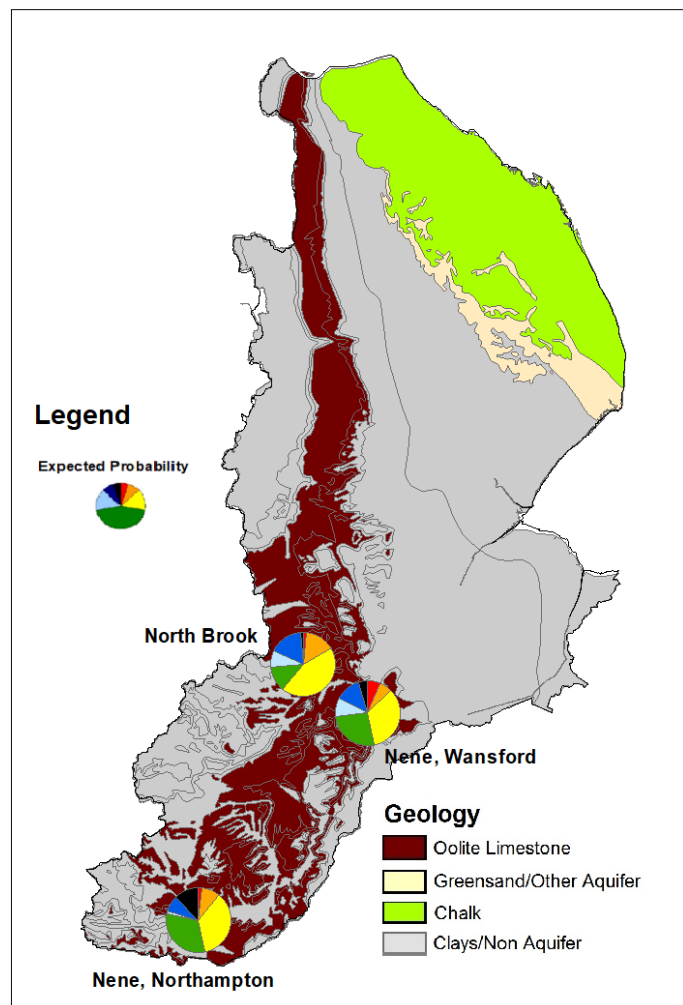 Legend
Expected Probability
North Brook
Nene, Wansford
Geology
Oolite Limestone
Greensand/Other Aquifer
Chalk
Clays/Non Aquifer
Nene, Northampton